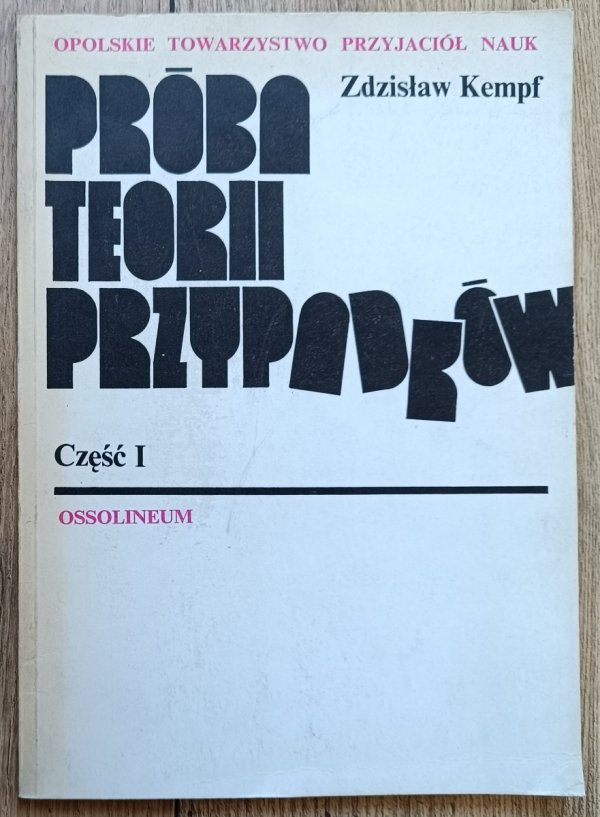 OPOLSKIE TOWARZYSTWO PRZYJACIÓŁ NAUK
Zdzisław Kempf
PRÓBA
TEORII
PRZYPADKÓW
Część I
OSSOLINEUM